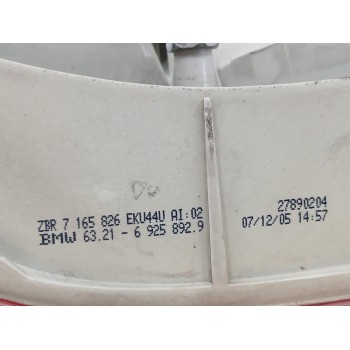 ZBR 7 165 826 EKU44U AI:02
BMW 63.21 - 6 925 892.9
27890204
07/12/05 14:57